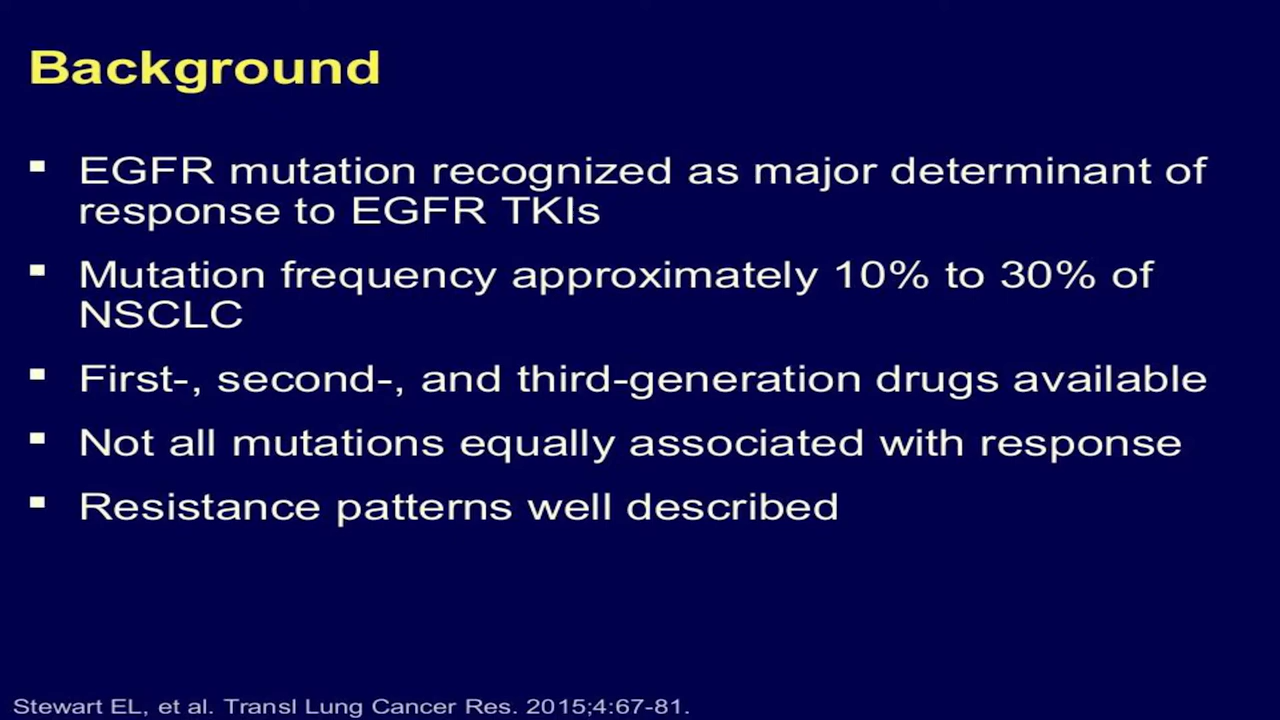 Background
▪ EGFR mutation recognized as major determinant of
response to EGFR TKIs
▪ Mutation frequency approximately 10% to 30% of
NSCLC
▪ First-, second-, and third-generation drugs available
▪ Not all mutations equally associated with response
▪ Resistance patterns well described
Stewart EL, et al. Transl Lung Cancer Res. 2015;4:67-81.